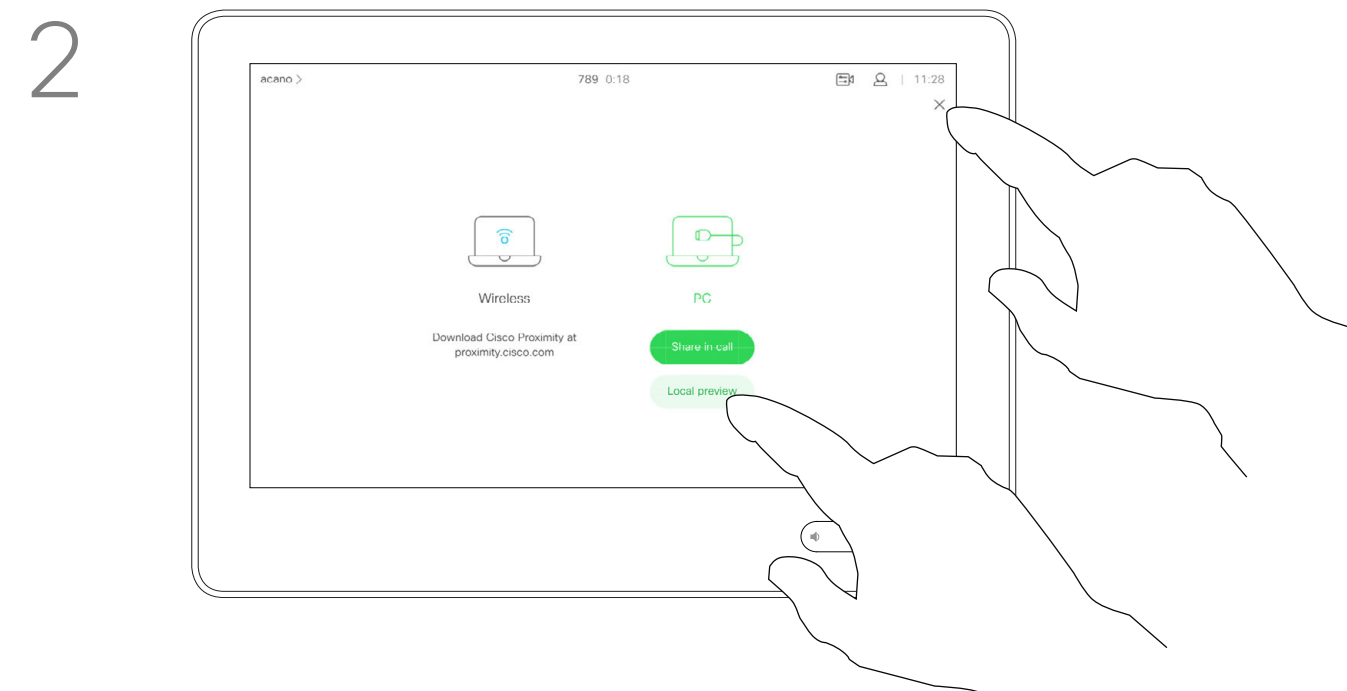 2
acano >
789 0:18
11:28
Wireless
PC
Download Cisco Proximity at
proximity.cisco.com
Share in call
Local preview